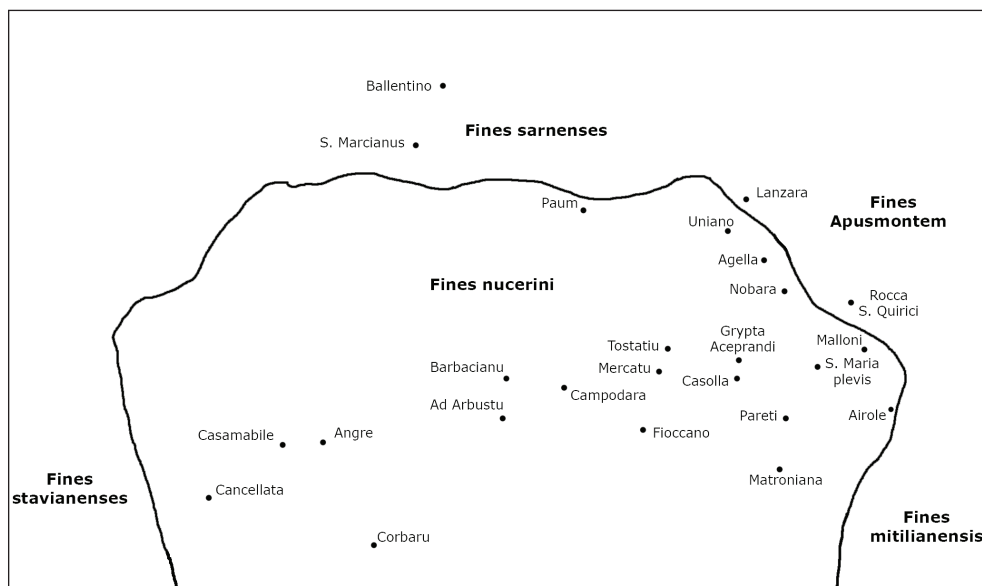 Ballentino
Fines sarnenses
S. Marcianus
Lanzara
Paum
Fines
Apusmontem
Uniano
Agella
Fines nucerini
Nobara
Rocca
S. Quirici
Grypta
Aceprandi
Malloni
Tostatiu
Barbacianu
Mercatu
S. Maria
plevis
Casolla
Campodara
Ad Arbustu
Pareti
Airole
Fioccano
Casamabile
Angre
Fines
stavianenses
Matroniana
Cancellata
Fines
mitilianensis
Corbaru